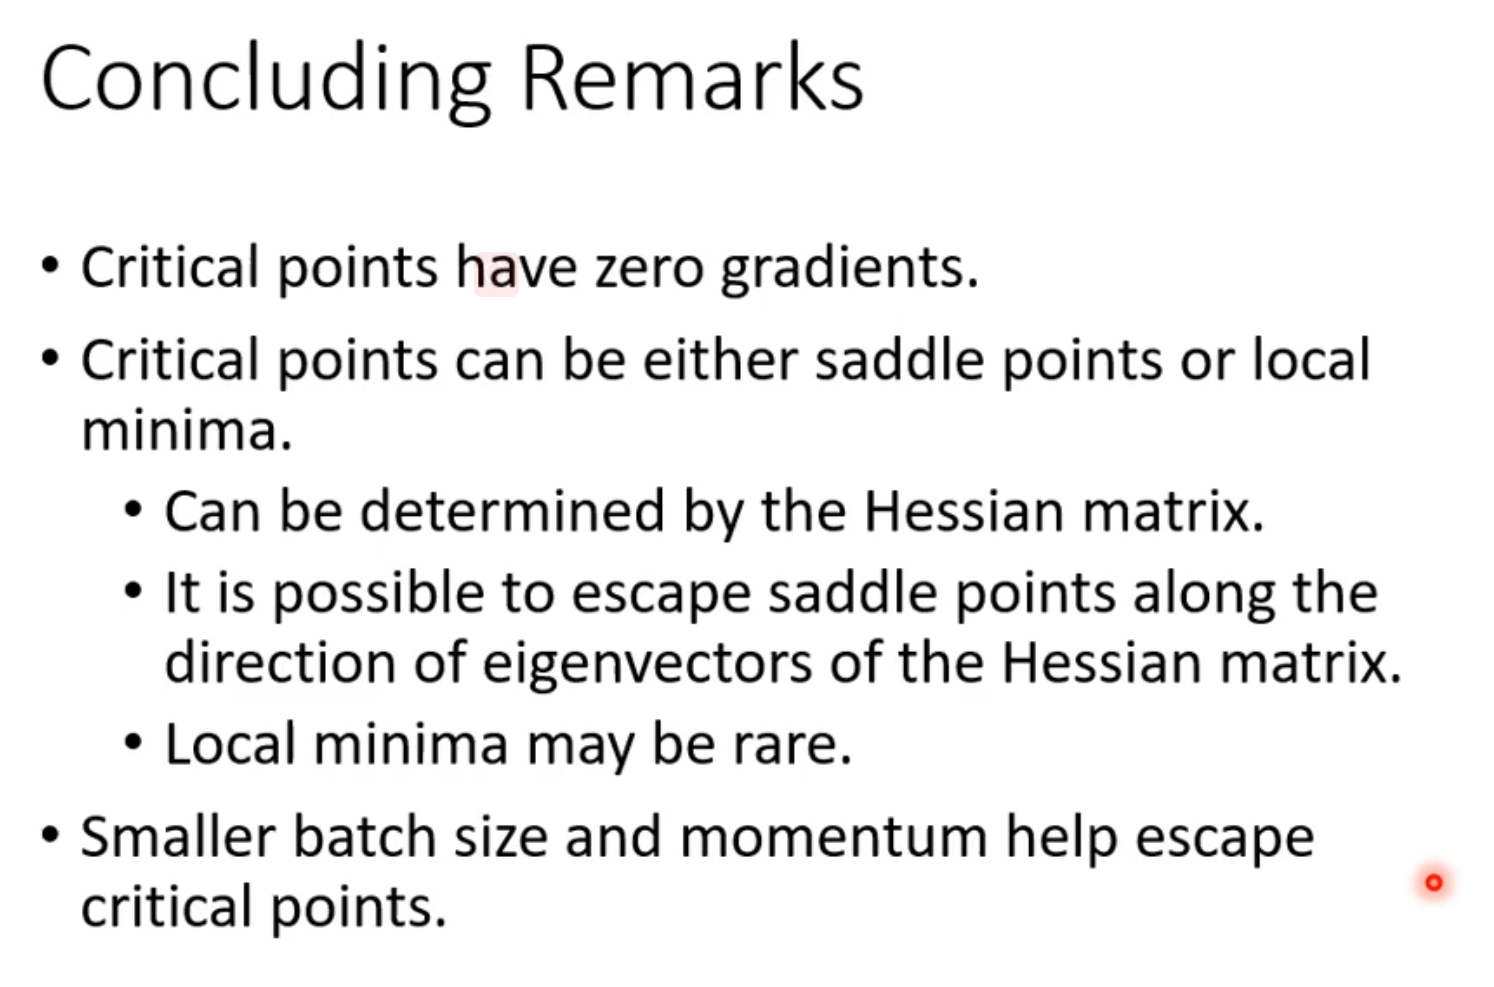 Concluding Remarks
• Critical points have zero gradients.
• Critical points can be either saddle points or local
minima.
• Can be determined by the Hessian matrix.
• It is possible to escape saddle points along the
direction of eigenvectors of the Hessian matrix.
• Local minima may be rare.
• Smaller batch size and momentum help escape
critical points.